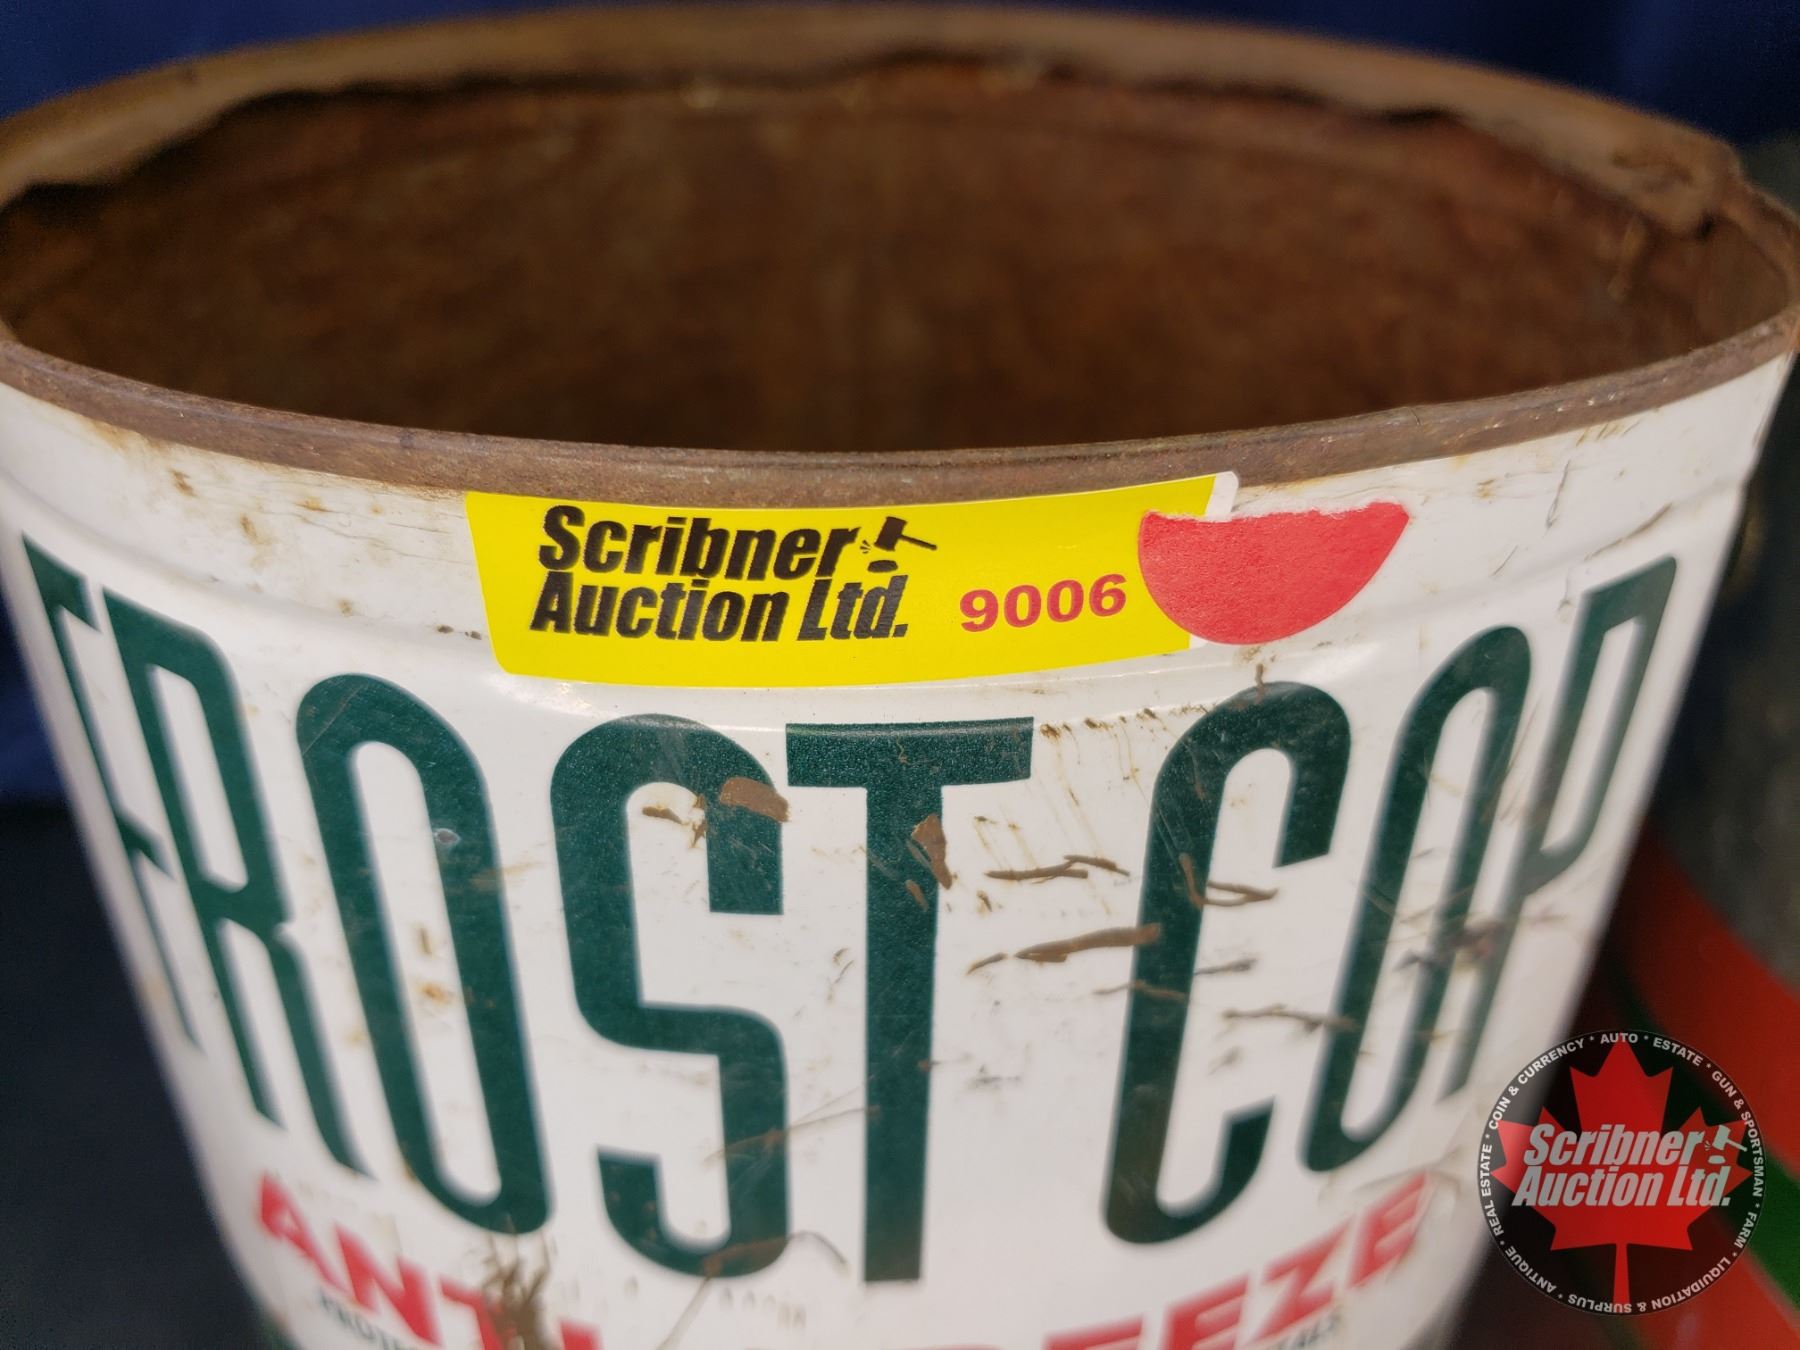 Scribner
Auction Ltd.
9006
FROST COP
ANTI
EEZE
ANTIQUE * REAL ESTATE * COIN & CURRENCY * AUTO * ESTATE * GUN & SPORTSMAN * FARM * LIQUIDATION & SURPLUS *
Scribner
Auction Ltd.